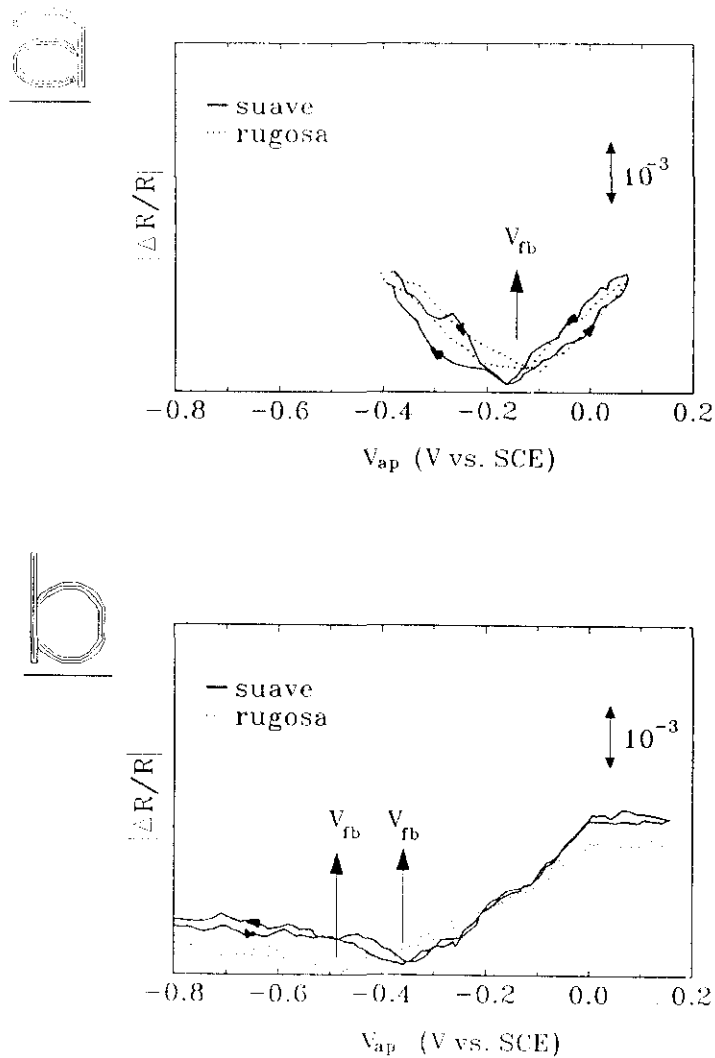 a
— suave
···· rugosa
10⁻³
|ΔR/R|
V_fb
−0.8 −0.6 −0.4 −0.2 0.0 0.2
V_ap (V vs. SCE)
b
— suave
···· rugosa
10⁻³
|ΔR/R|
V_fb V_fb
−0.8 −0.6 −0.4 −0.2 0.0 0.2
V_ap (V vs. SCE)